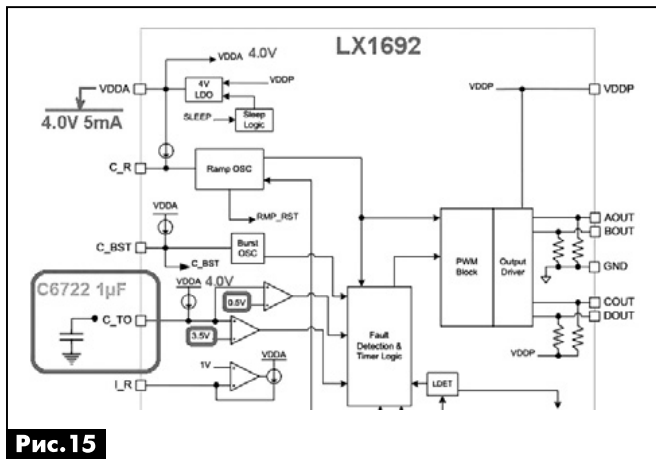 LX1692
VDDA 4.0V
VDDA
4.0V 5mA
4V
LDO
VDDP
SLEEP
Sleep
Logic
VDDP
VDDP
C_R
Ramp OSC
RMP_RST
VDDA
C_BST
Burst
OSC
C_BST
AOUT
BOUT
PWM
Block
Output
Driver
GND
C6722 1µF
VDDA
4.0V
0.5V
C_TO
3.5V
COUT
DOUT
VDDP
Fault
Detection &
Timer Logic
1V
VDDA
I_R
LDET
Рис.15